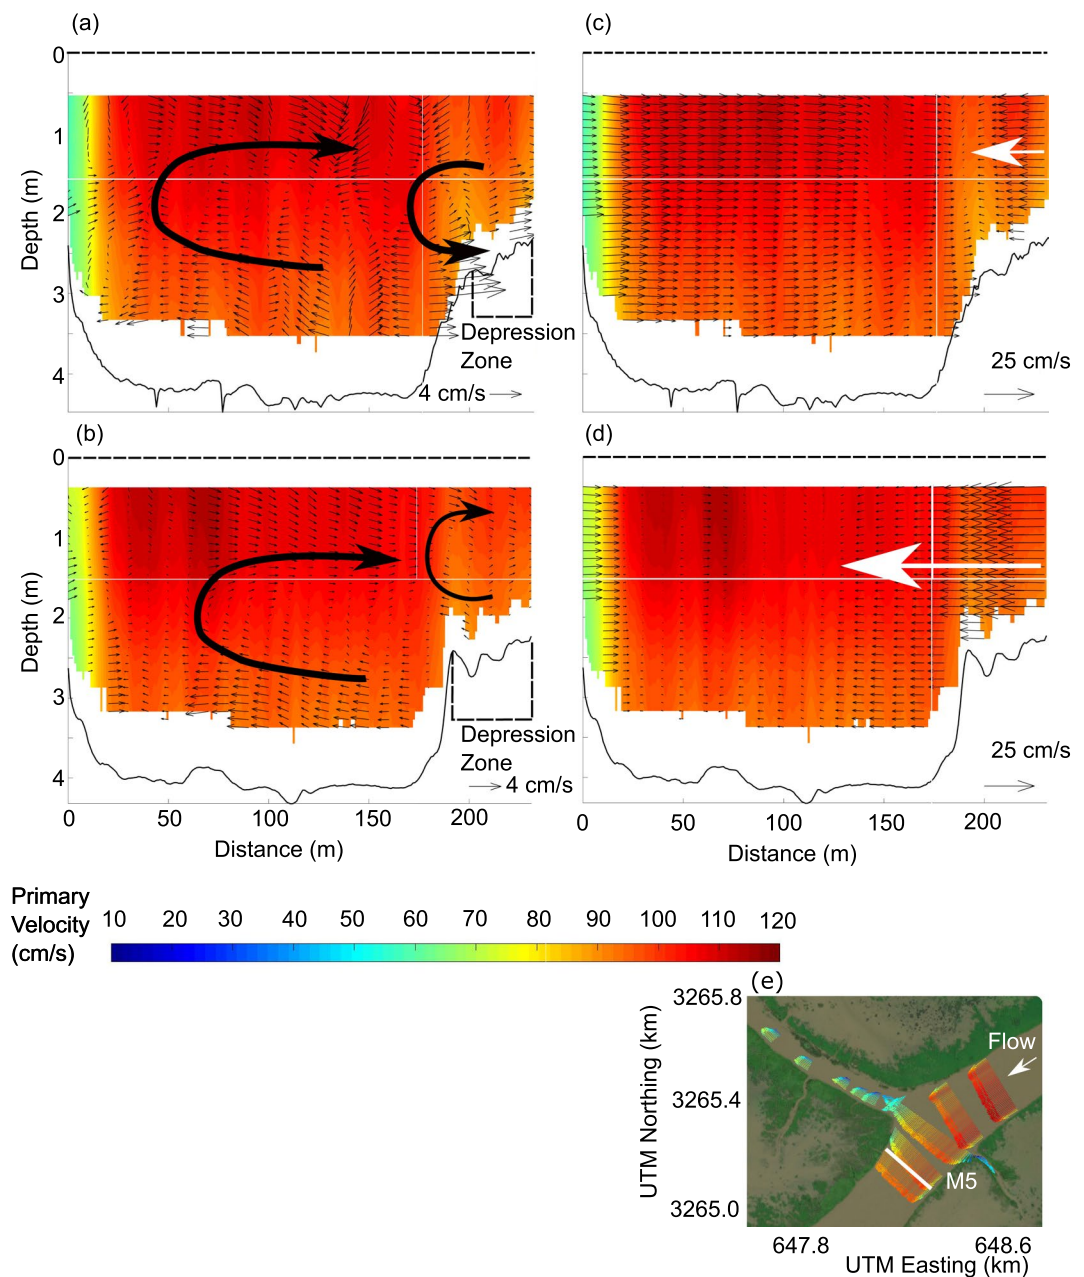 (a)
(c)
0
1
2
3
4
Depth (m)
Depression
Zone
4 cm/s
25 cm/s
(b)
(d)
0
1
2
3
4
Depth (m)
Depression
Zone
4 cm/s
25 cm/s
0 50 100 150 200
0 50 100 150 200
Distance (m)
Distance (m)
Primary
Velocity
(cm/s)
10 20 30 40 50 60 70 80 90 100 110 120
(e)
3265.8
3265.4
3265.0
UTM Northing (km)
Flow
M5
647.8 648.6
UTM Easting (km)